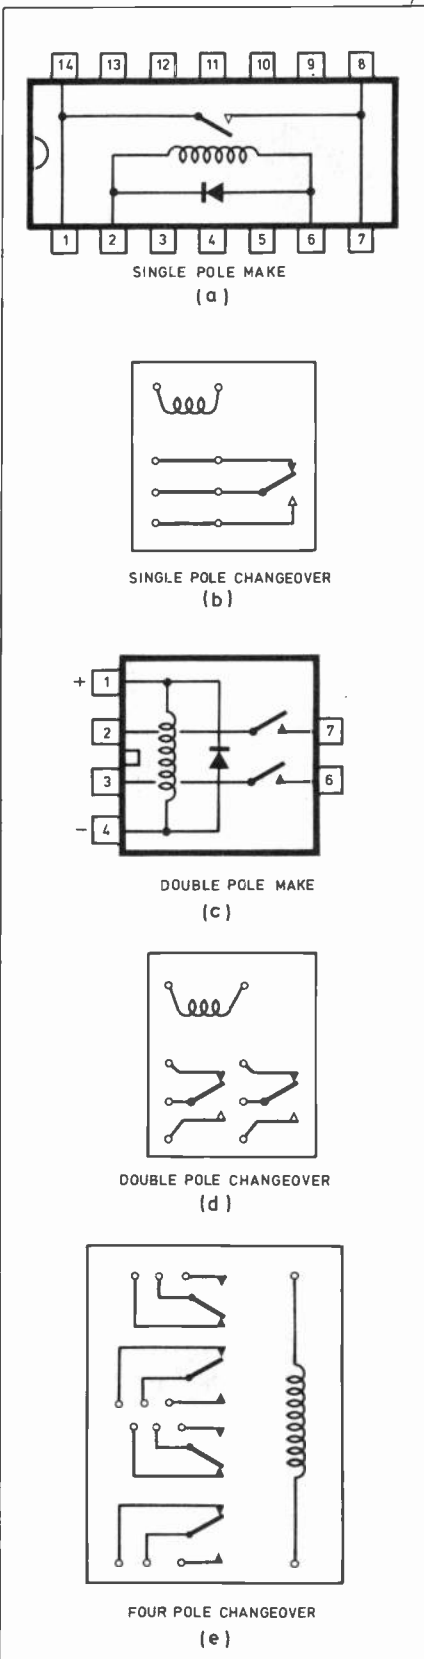 14 13 12 11 10 9 8
1 2 3 4 5 6 7
SINGLE POLE MAKE
(a)
SINGLE POLE CHANGEOVER
(b)
+ 1
2 7
3 6
– 4
DOUBLE POLE MAKE
(c)
DOUBLE POLE CHANGEOVER
(d)
FOUR POLE CHANGEOVER
(e)